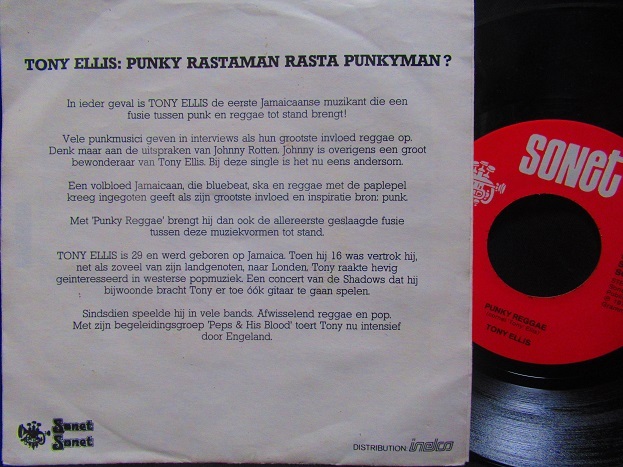 TONY ELLIS: PUNKY RASTAMAN RASTA PUNKYMAN?
In ieder geval is TONY ELLIS de eerste Jamaicaanse muzikant die een
fusie tussen punk en reggae tot stand brengt!
Vele punkmusici geven in interviews als hun grootste invloed reggae op.
Denk maar aan de uitspraken van Johnny Rotten. Johnny is overigens een groot
bewonderaar van Tony Ellis. Bij deze single is het nu eens andersom.
Een volbloed Jamaicaan, die bluebeat, ska en reggae met de paplepel
kreeg ingegoten geeft als zijn grootste invloed en inspiratie bron: punk.
Met 'Punky Reggae' brengt hij dan ook de allereerste geslaagde fusie
tussen deze muziekvormen tot stand.
TONY ELLIS is 29 en werd geboren op Jamaica. Toen hij 16 was vertrok hij,
net als zoveel van zijn landgenoten, naar Londen, Tony raakte hevig
geinteresseerd in westerse popmuziek. Een concert van de Shadows dat hij
bijwoonde bracht Tony er toe óók gitaar te gaan spelen.
Sindsdien speelde hij in vele bands. Afwisselend reggae en pop.
Met zijn begeleidingsgroep 'Peps & His Blood' toert Tony nu intensief
door Engeland.
Sonet
Sonet
DISTRIBUTION: inelco
SONET
PUNKY REGGAE
TONY ELLIS